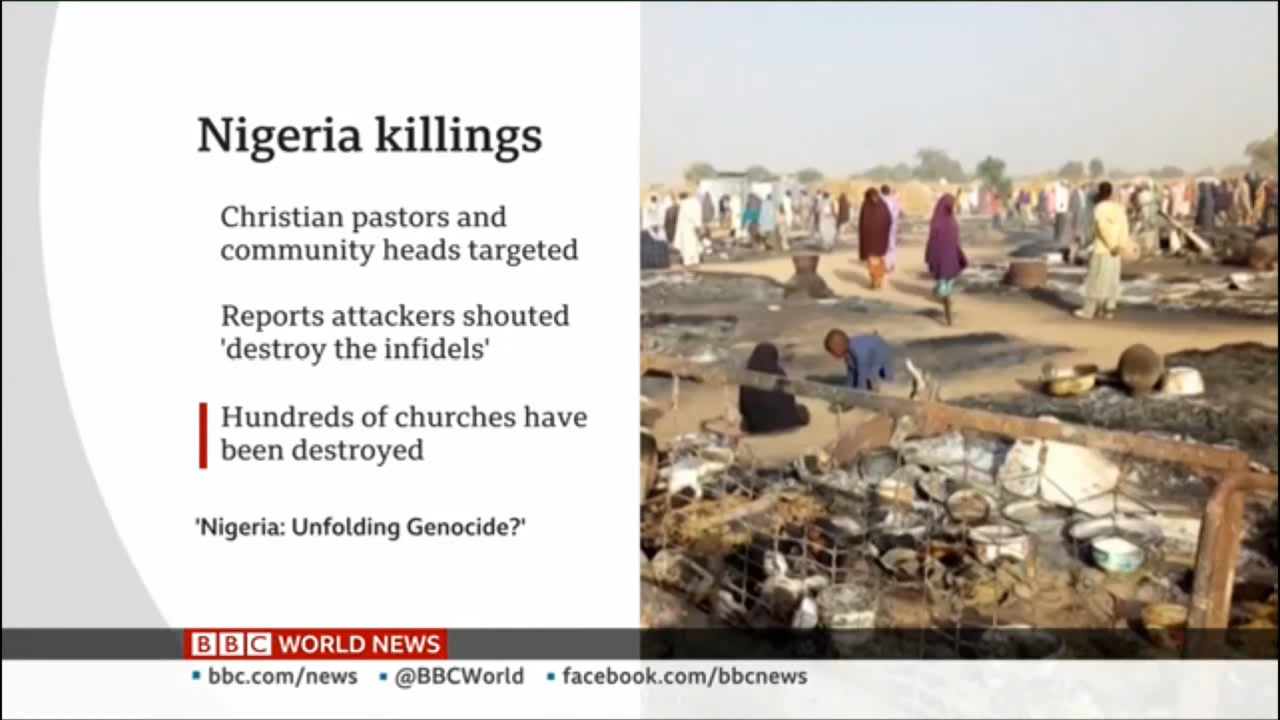 Nigeria killings
Christian pastors and
community heads targeted
Reports attackers shouted
'destroy the infidels'
Hundreds of churches have
been destroyed
'Nigeria: Unfolding Genocide?'
BBC WORLD NEWS
bbc.com/news @BBCWorld facebook.com/bbcnews